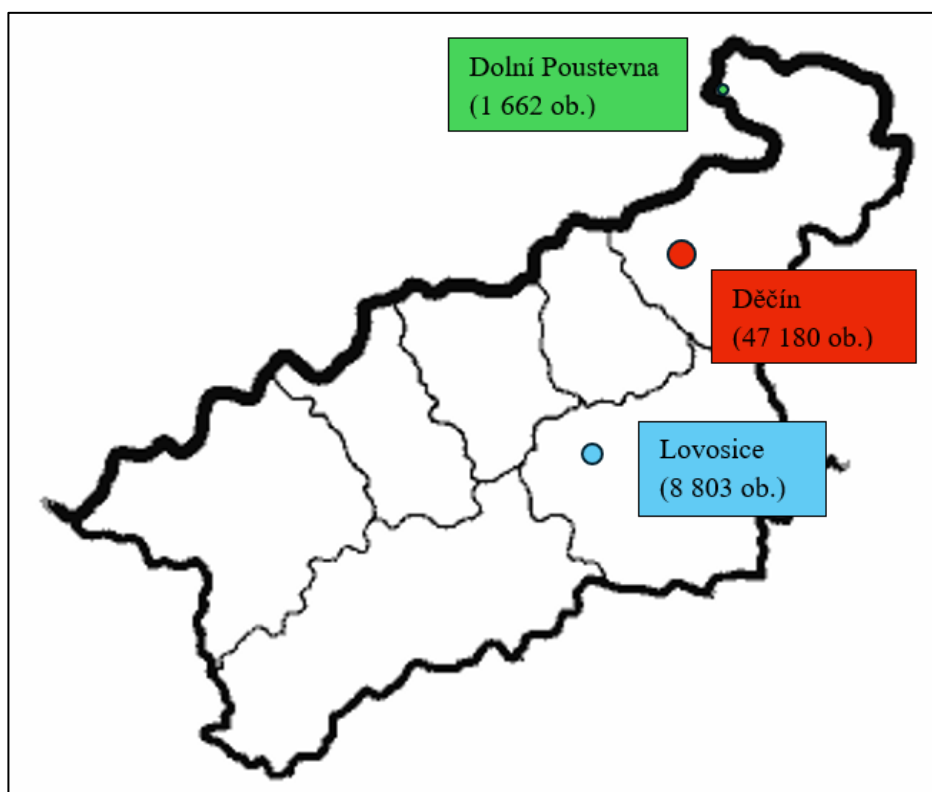 Dolní Poustevna
(1 662 ob.)
Děčín
(47 180 ob.)
Lovosice
(8 803 ob.)